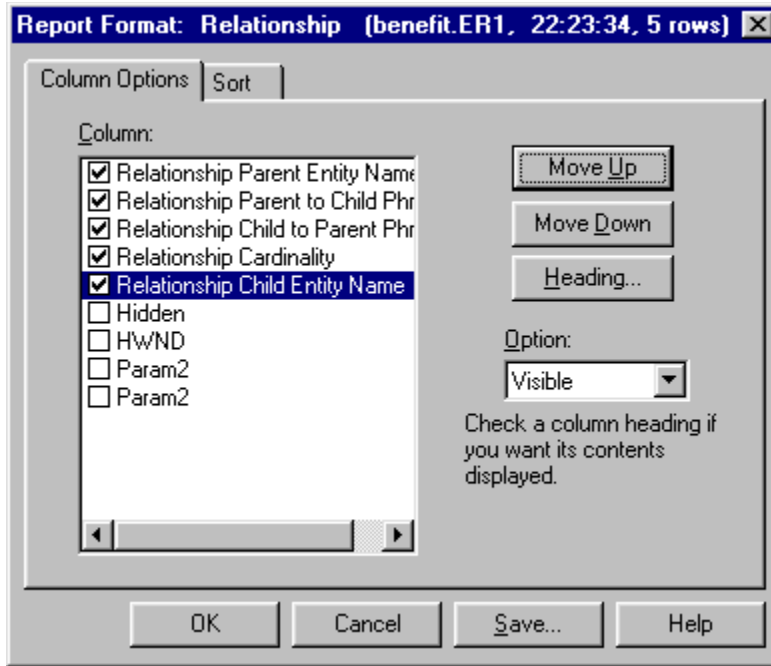 Report Format: Relationship (benefit.ER1, 22:23:34, 5 rows)
Column Options
Sort
Column:
Relationship Parent Entity Name
Relationship Parent to Child Phr
Relationship Child to Parent Phr
Relationship Cardinality
Relationship Child Entity Name
Hidden
HWND
Param2
Param2
Move Up
Move Down
Heading...
Option:
Visible
Check a column heading if
you want its contents
displayed.
OK
Cancel
Save...
Help